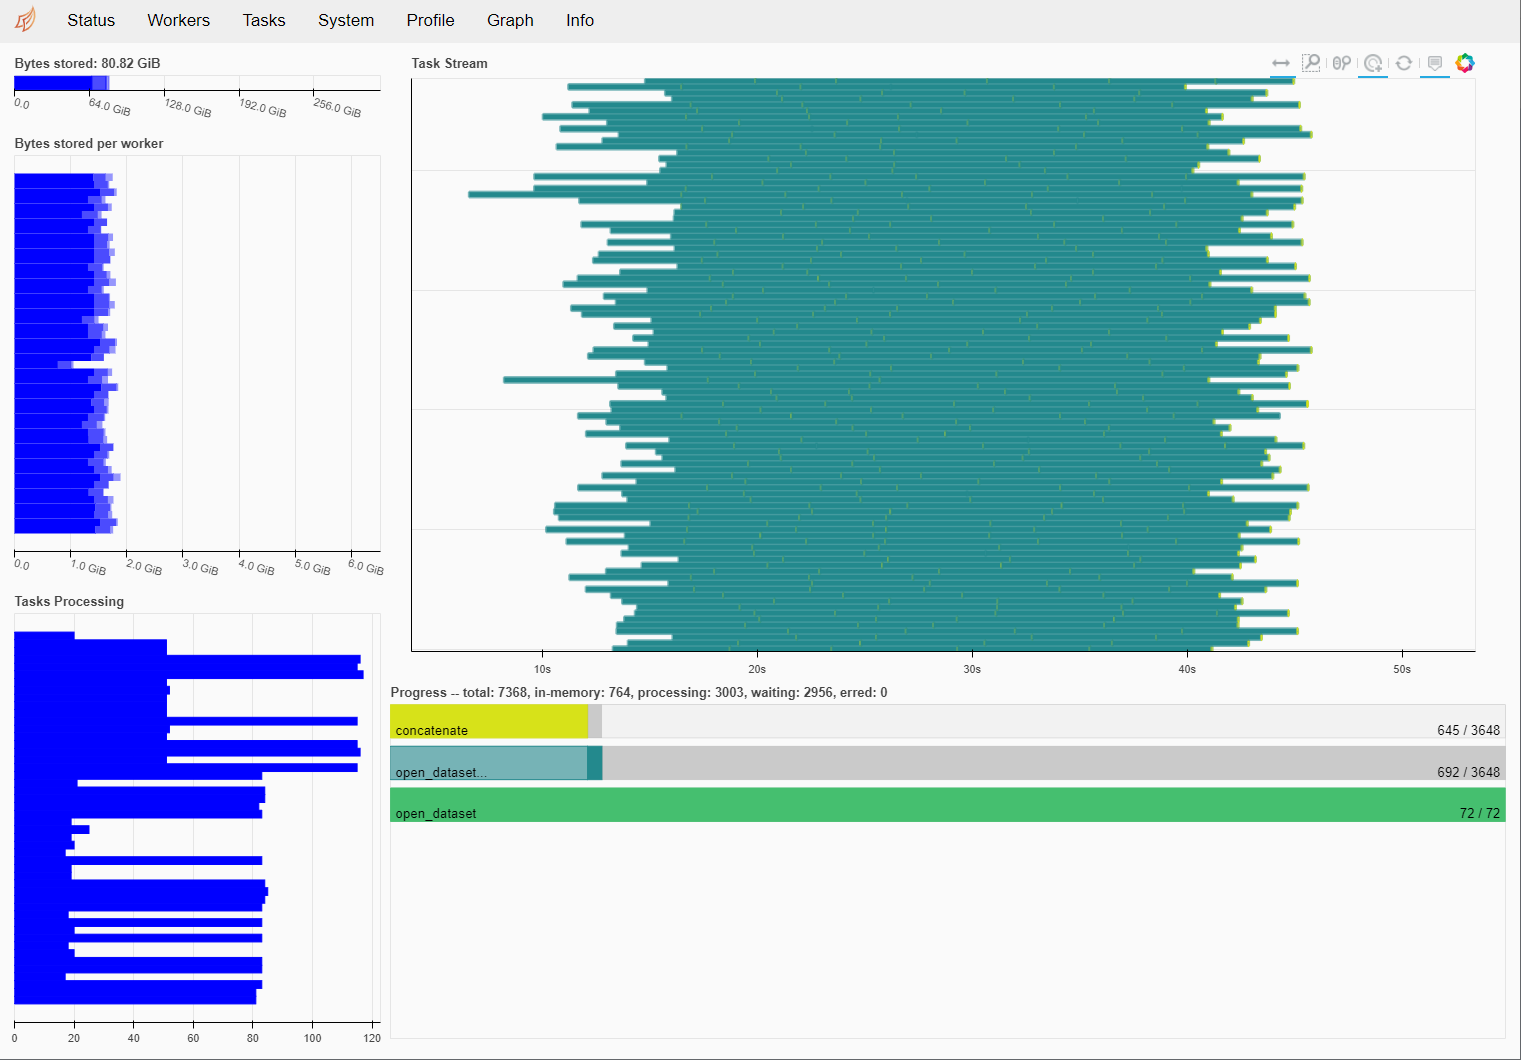 Status Workers Tasks System Profile Graph Info
Bytes stored: 80.82 GiB
0.0 64.0 GiB 128.0 GiB 192.0 GiB 256.0 GiB
Bytes stored per worker
0.0 1.0 GiB 2.0 GiB 3.0 GiB 4.0 GiB 5.0 GiB 6.0 GiB
Tasks Processing
0 20 40 60 80 100 120
Task Stream
10s 20s 30s 40s 50s
Progress -- total: 7368, in-memory: 764, processing: 3003, waiting: 2956, erred: 0
concatenate 645 / 3648
open_dataset... 692 / 3648
open_dataset 72 / 72